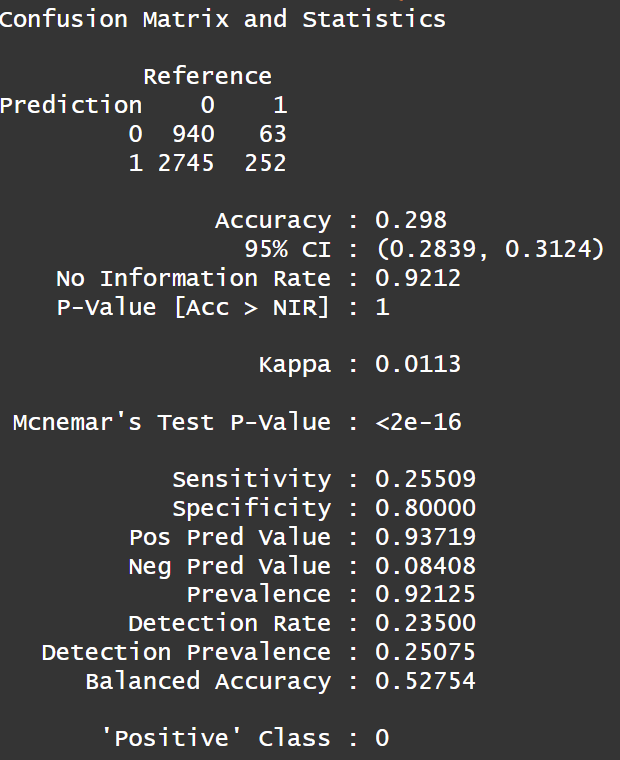 Confusion Matrix and Statistics
Reference
Prediction 0 1
0 940 63
1 2745 252
Accuracy : 0.298
95% CI : (0.2839, 0.3124)
No Information Rate : 0.9212
P-Value [Acc > NIR] : 1
Kappa : 0.0113
Mcnemar's Test P-Value : <2e-16
Sensitivity : 0.25509
Specificity : 0.80000
Pos Pred Value : 0.93719
Neg Pred Value : 0.08408
Prevalence : 0.92125
Detection Rate : 0.23500
Detection Prevalence : 0.25075
Balanced Accuracy : 0.52754
'Positive' Class : 0